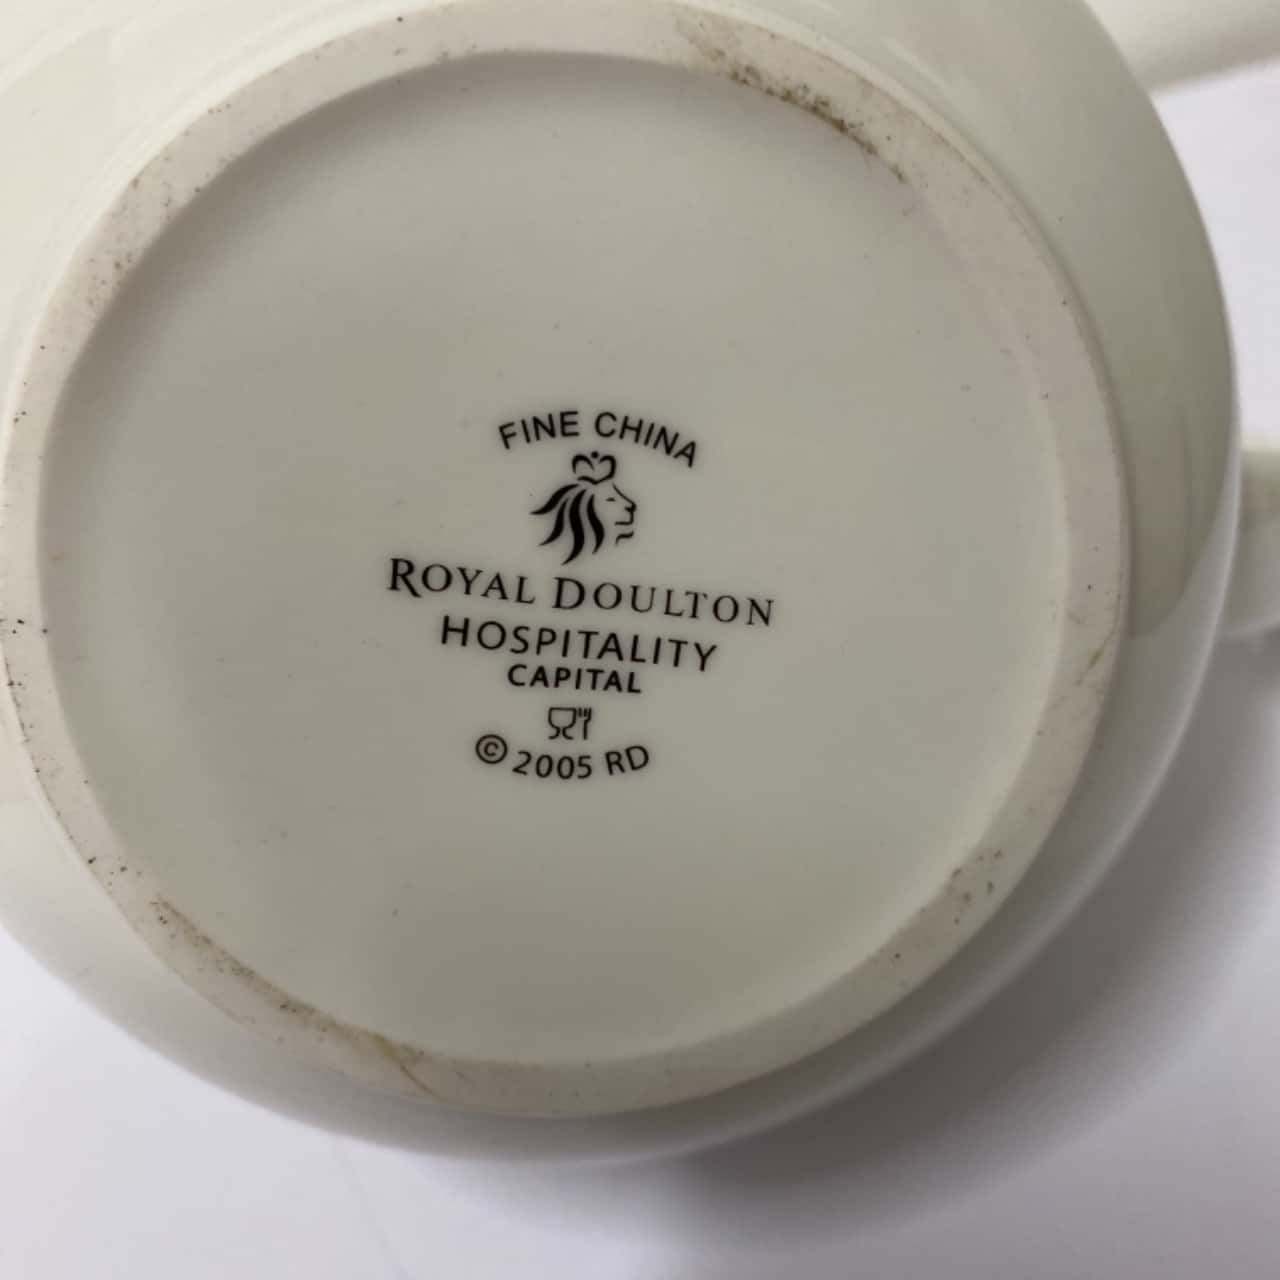 FINE CHINA
ROYAL DOULTON
HOSPITALITY
CAPITAL
© 2005 RD